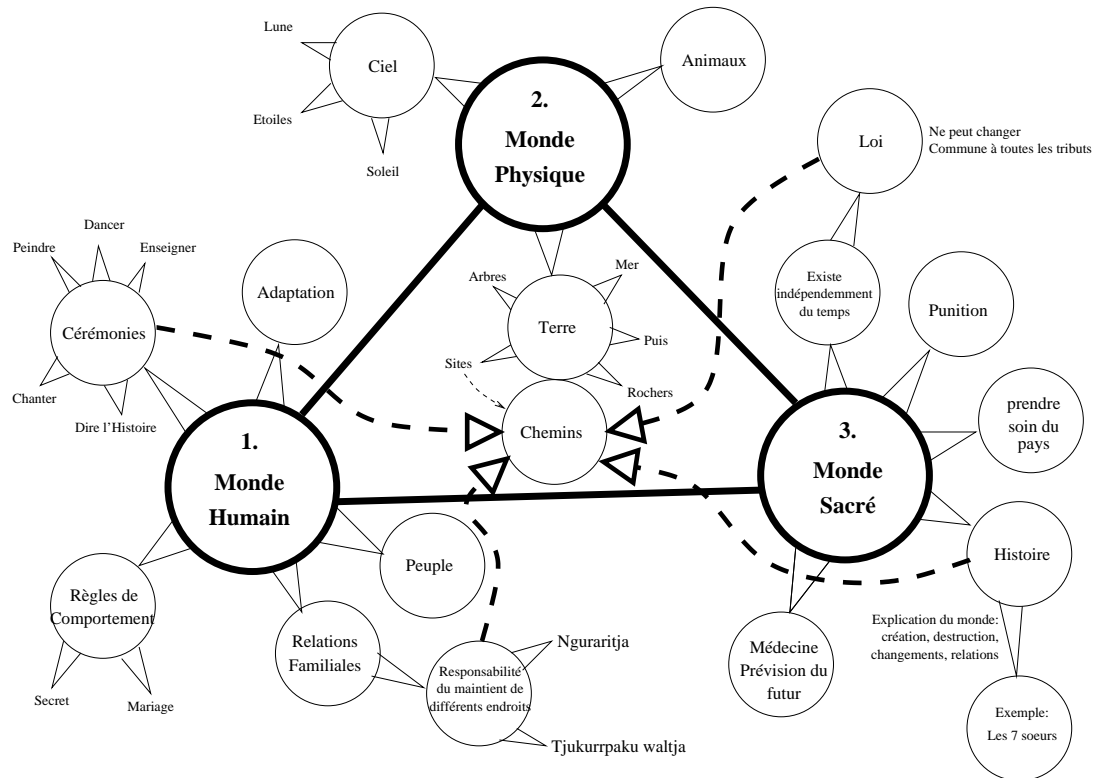 Lune
Ciel
Etoiles
Soleil
2.
Monde
Physique
Animaux
Loi
Ne peut changer
Commune à toutes les tributs
Dancer
Peindre
Enseigner
Cérémonies
Chanter
Dire l'Histoire
Adaptation
Arbres
Mer
Terre
Puis
Sites
Rochers
Chemins
Existe
indépendemment
du temps
Punition
prendre
soin du
pays
1.
Monde
Humain
3.
Monde
Sacré
Histoire
Peuple
Règles de
Comportement
Secret
Mariage
Relations
Familiales
Responsabilité
du maintient de
différents endroits
Nguraritja
Tjukurrpaku waltja
Médecine
Prévision du
futur
Explication du monde:
création, destruction,
changements, relations
Exemple:
Les 7 soeurs